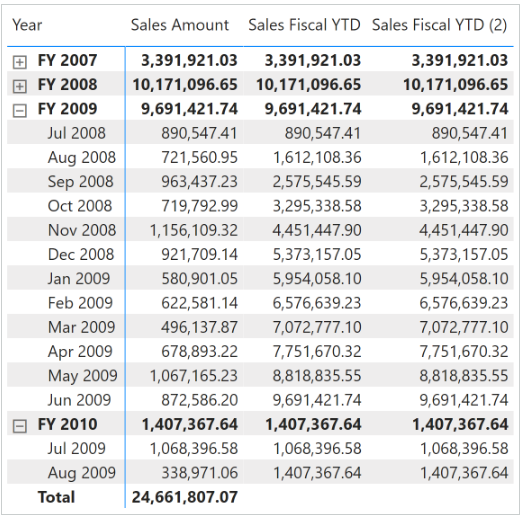 Year Sales Amount Sales Fiscal YTD Sales Fiscal YTD (2)
FY 2007 3,391,921.03 3,391,921.03 3,391,921.03
FY 2008 10,171,096.65 10,171,096.65 10,171,096.65
FY 2009 9,691,421.74 9,691,421.74 9,691,421.74
Jul 2008 890,547.41 890,547.41 890,547.41
Aug 2008 721,560.95 1,612,108.36 1,612,108.36
Sep 2008 963,437.23 2,575,545.59 2,575,545.59
Oct 2008 719,792.99 3,295,338.58 3,295,338.58
Nov 2008 1,156,109.32 4,451,447.90 4,451,447.90
Dec 2008 921,709.14 5,373,157.05 5,373,157.05
Jan 2009 580,901.05 5,954,058.10 5,954,058.10
Feb 2009 622,581.14 6,576,639.23 6,576,639.23
Mar 2009 496,137.87 7,072,777.10 7,072,777.10
Apr 2009 678,893.22 7,751,670.32 7,751,670.32
May 2009 1,067,165.23 8,818,835.55 8,818,835.55
Jun 2009 872,586.20 9,691,421.74 9,691,421.74
FY 2010 1,407,367.64 1,407,367.64 1,407,367.64
Jul 2009 1,068,396.58 1,068,396.58 1,068,396.58
Aug 2009 338,971.06 1,407,367.64 1,407,367.64
Total 24,661,807.07